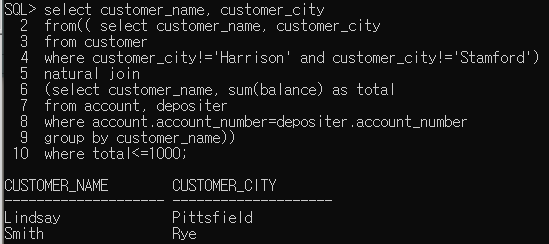 SQL> select customer_name, customer_city
2 from(( select customer_name, customer_city
3 from customer
4 where customer_city!='Harrison' and customer_city!='Stamford')
5 natural join
6 (select customer_name, sum(balance) as total
7 from account, depositer
8 where account.account_number=depositer.account_number
9 group by customer_name))
10 where total<=1000;
CUSTOMER_NAME CUSTOMER_CITY
-------------------- --------------------
Lindsay Pittsfield
Smith Rye